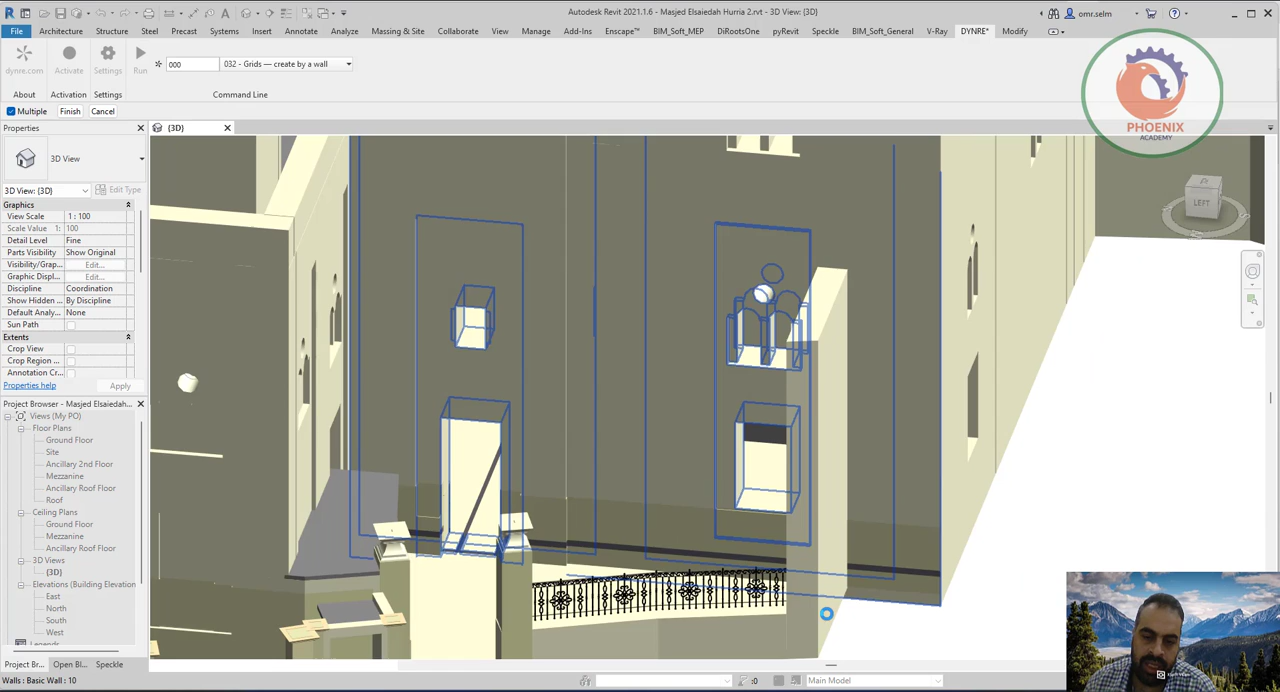 Autodesk Revit 2021.1.6 - Masjed Elsaiedah Hurria 2.rvt - 3D View: {3D}
omr.selm
File Architecture Structure Steel Precast Systems Insert Annotate Analyze Massing & Site Collaborate View Manage Add-Ins Enscape™ BIM_Soft_MEP DiRootsOne pyRevit Speckle BIM_Soft_General V-Ray DYNRE* Modify
000 032 - Grids — create by a wall
dynre.com Activate Settings Run
About Activation Settings Command Line
PHOENIX
ACADEMY
Multiple Finish Cancel
Properties
{3D}
3D View
3D View: {3D} Edit Type
Graphics
View Scale 1 : 100
Scale Value 1: 100
Detail Level Fine
Parts Visibility Show Original
Visibility/Grap... Edit...
Graphic Displ... Edit...
Discipline Coordination
Show Hidden ... By Discipline
Default Analy... None
Sun Path
Extents
Crop View
Crop Region ...
Annotation Cr...
Properties help Apply
LEFT
Project Browser - Masjed Elsaiedah...
Views (My PO)
Floor Plans
Ground Floor
Site
Ancillary 2nd Floor
Mezzanine
Ancillary Roof Floor
Roof
Ceiling Plans
Ground Floor
Mezzanine
Ancillary Roof Floor
3D Views
{3D}
Elevations (Building Elevation
East
North
South
West
Legends
Project Br... Open Bl... Speckle
Walls : Basic Wall : 10
:0
Main Model